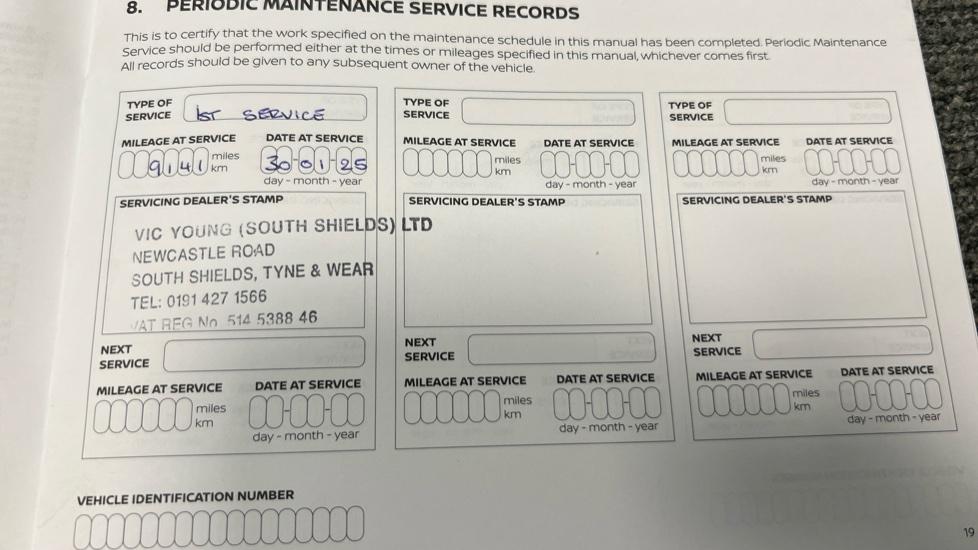 8. PERIODIC MAINTENANCE SERVICE RECORDS
This is to certify that the work specified on the maintenance schedule in this manual has been completed. Periodic Maintenance
Service should be performed either at the times or mileages specified in this manual, whichever comes first.
All records should be given to any subsequent owner of the vehicle.
TYPE OF SERVICE 1ST SERVICE
MILEAGE AT SERVICE DATE AT SERVICE
9141 miles km 30-01-25
day - month - year
SERVICING DEALER'S STAMP
VIC YOUNG (SOUTH SHIELDS) LTD
NEWCASTLE ROAD
SOUTH SHIELDS, TYNE & WEAR
TEL: 0191 427 1566
VAT REG No 514 5388 46
NEXT SERVICE
MILEAGE AT SERVICE DATE AT SERVICE
miles km
day - month - year
TYPE OF SERVICE
MILEAGE AT SERVICE DATE AT SERVICE
miles km
day - month - year
SERVICING DEALER'S STAMP
NEXT SERVICE
MILEAGE AT SERVICE DATE AT SERVICE
miles km
day - month - year
TYPE OF SERVICE
MILEAGE AT SERVICE DATE AT SERVICE
miles km
day - month - year
SERVICING DEALER'S STAMP
NEXT SERVICE
MILEAGE AT SERVICE DATE AT SERVICE
miles km
day - month - year
VEHICLE IDENTIFICATION NUMBER
19